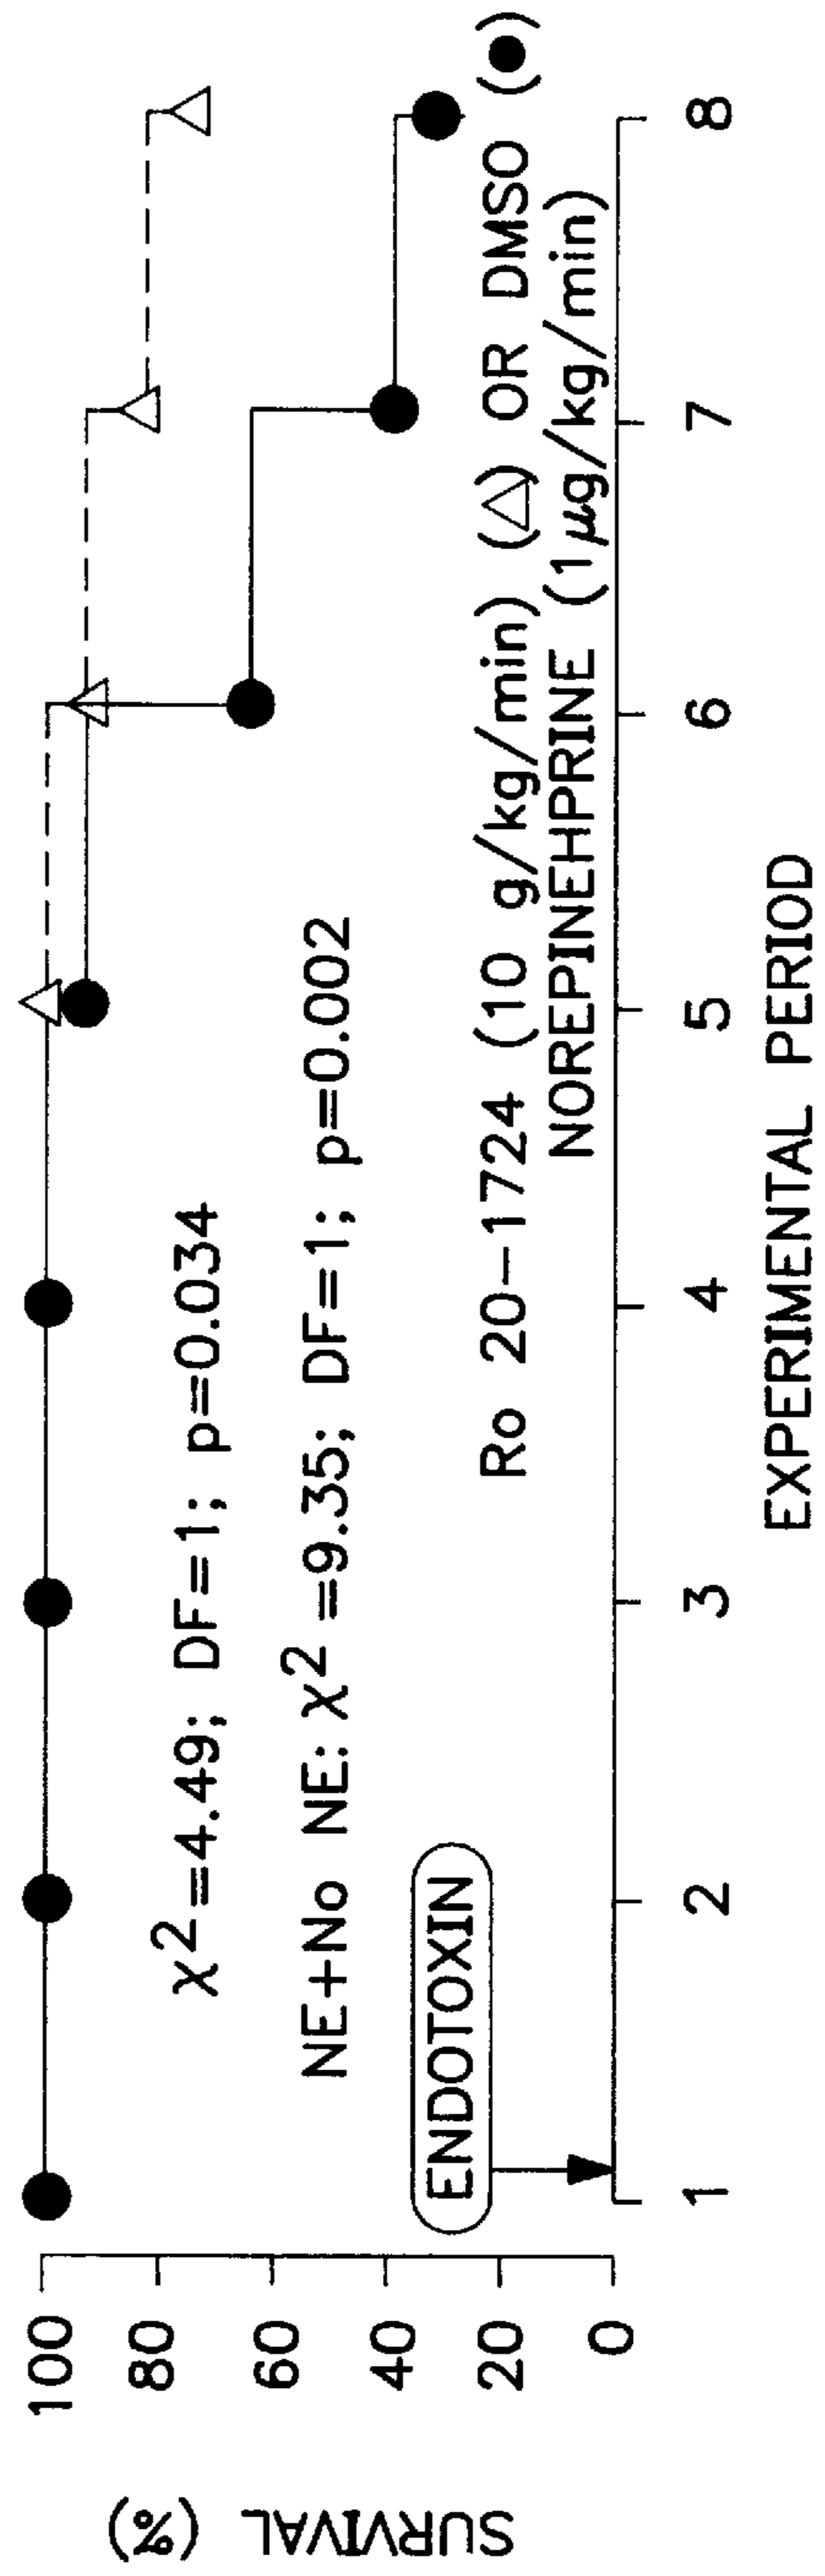 SURVIVAL (%)
100
80
60
40
20
0
χ2=4.49; DF=1; p=0.034
NE+No NE: χ2=9.35; DF=1; p=0.002
ENDOTOXIN
Ro 20-1724 (10 g/kg/min) (△) OR DMSO (●)
NOREPINEHPRINE (1μg/kg/min)
1 2 3 4 5 6 7 8
EXPERIMENTAL PERIOD